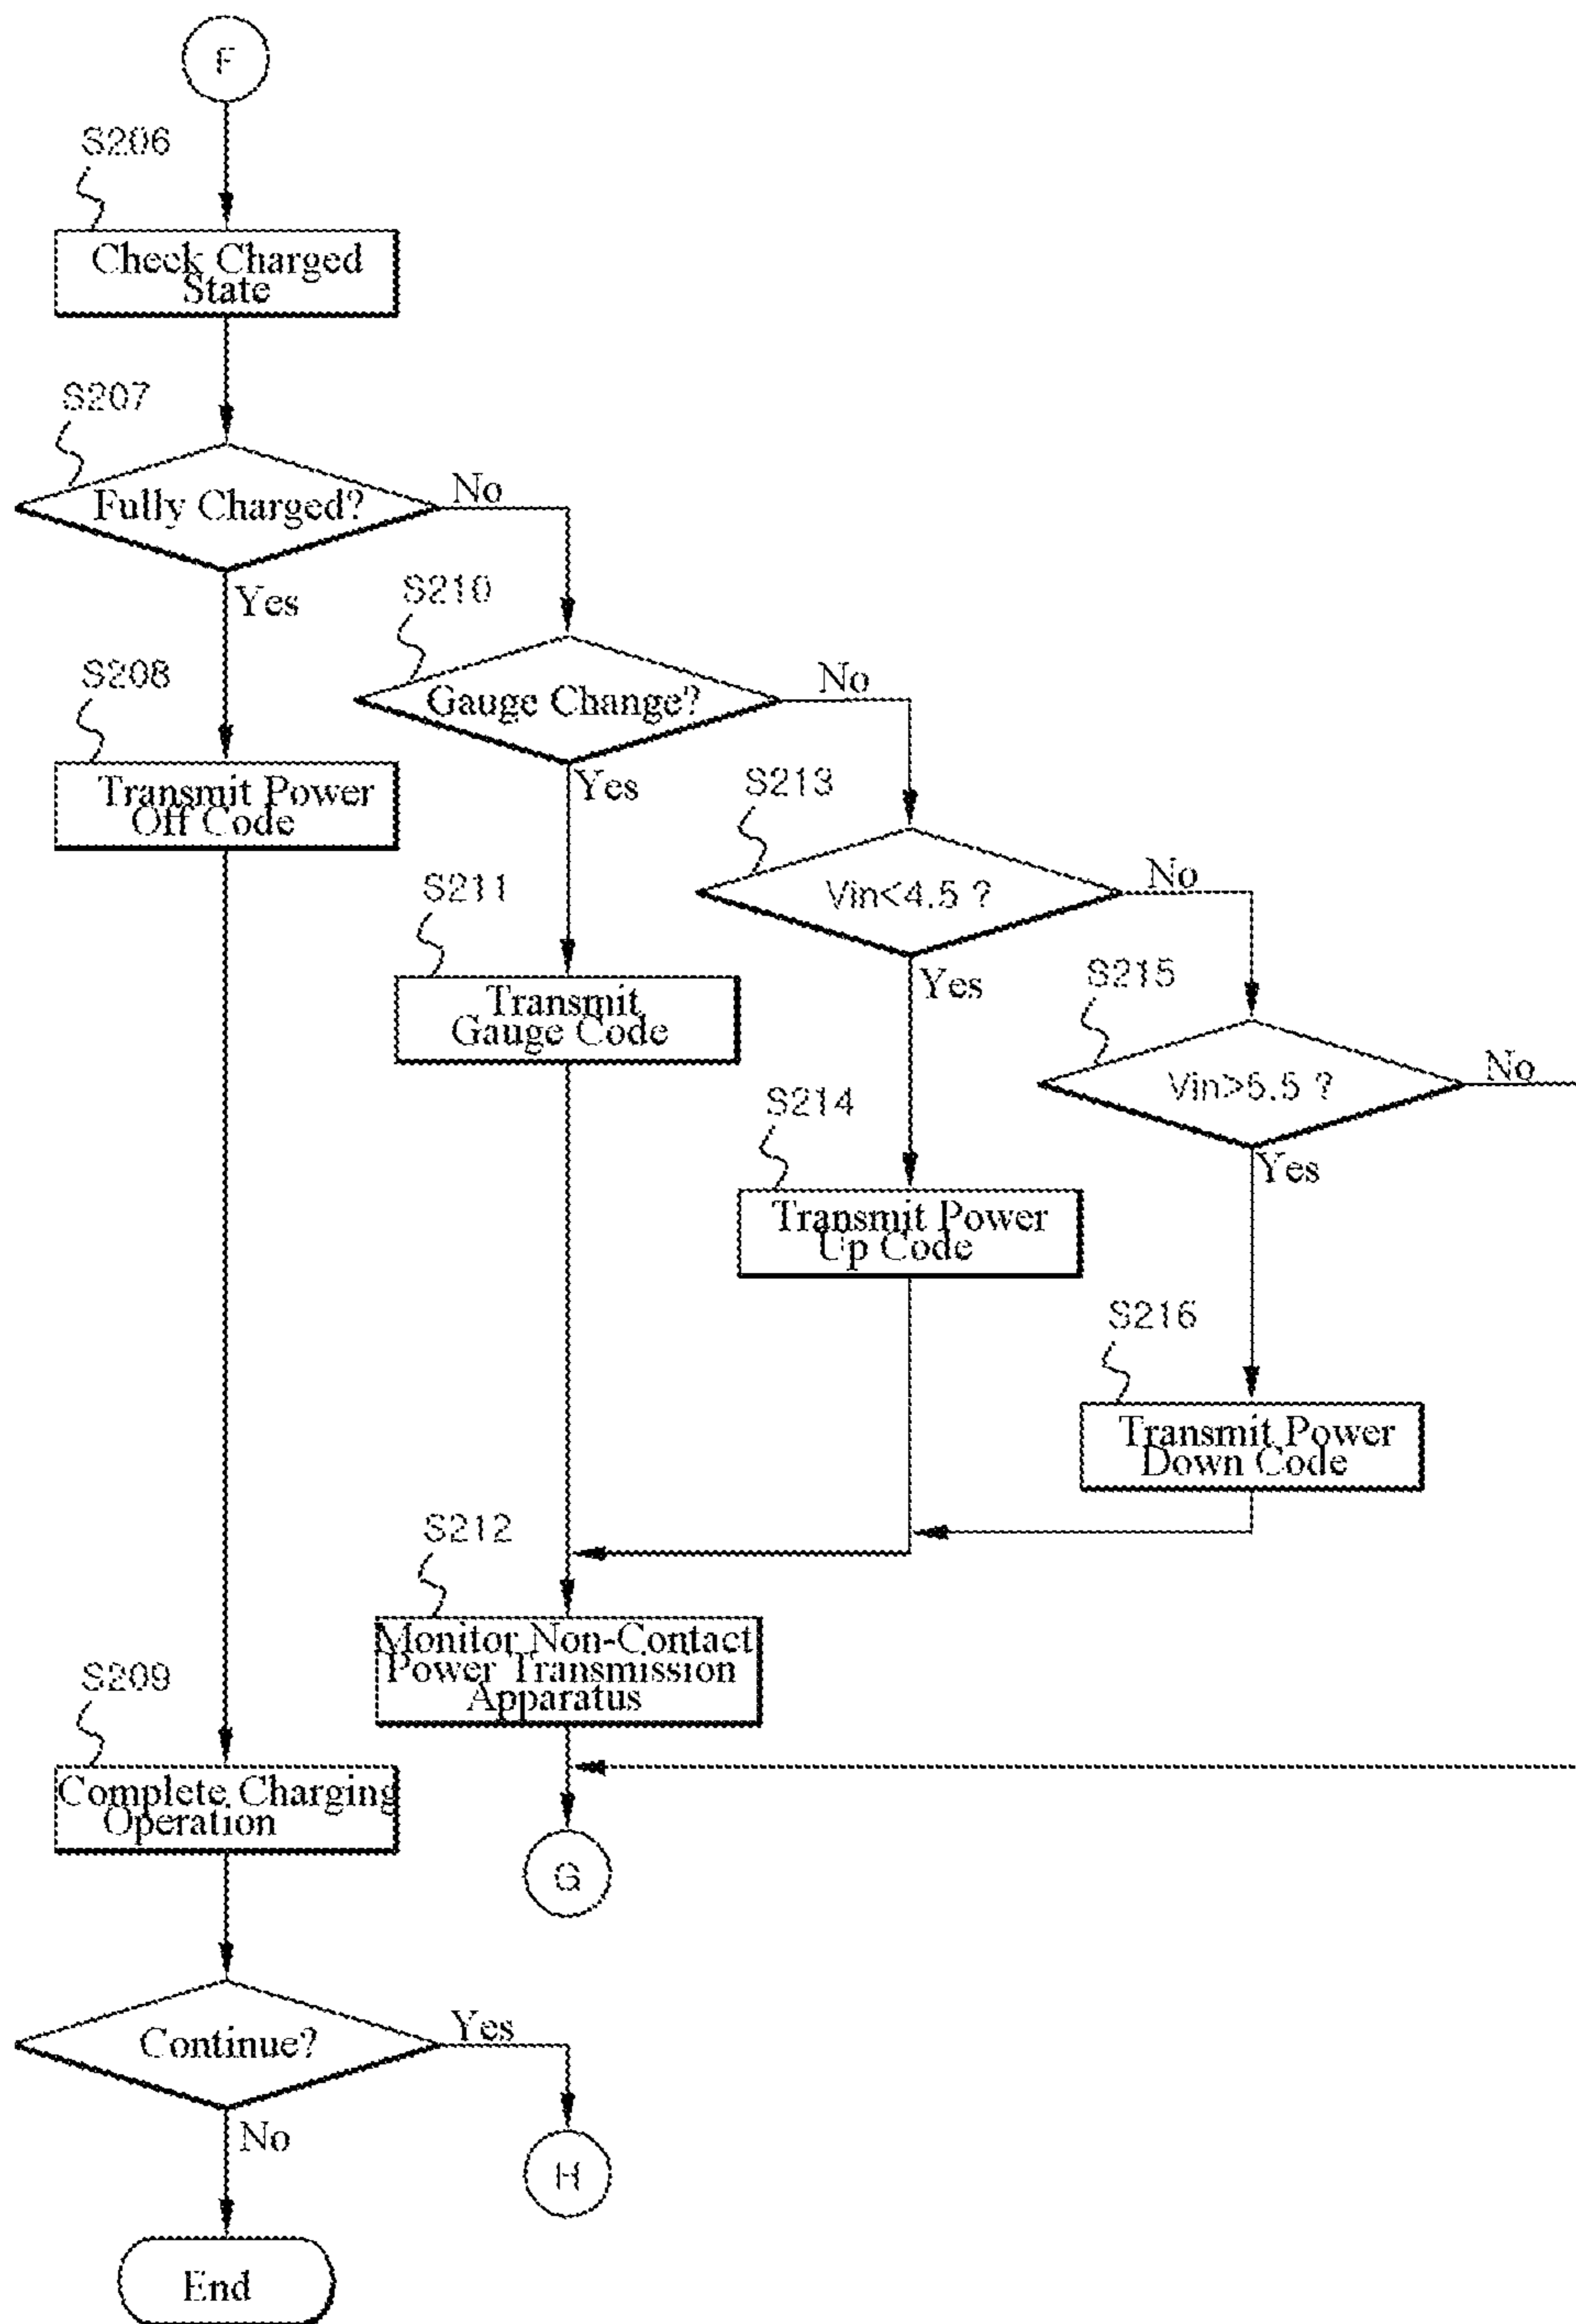 F
S206
Check Charged
State
S207
Fully Charged?
No
Yes
S210
Gauge Change?
No
Yes
S208
Transmit Power
Off Code
S213
Vin<4.5 ?
No
Yes
S211
Transmit
Gauge Code
S215
Vin>5.5 ?
No
Yes
S214
Transmit Power
Up Code
S216
Transmit Power
Down Code
S212
Monitor Non-Contact
Power Transmission
Apparatus
S209
Complete Charging
Operation
G
Continue?
Yes
No
H
End